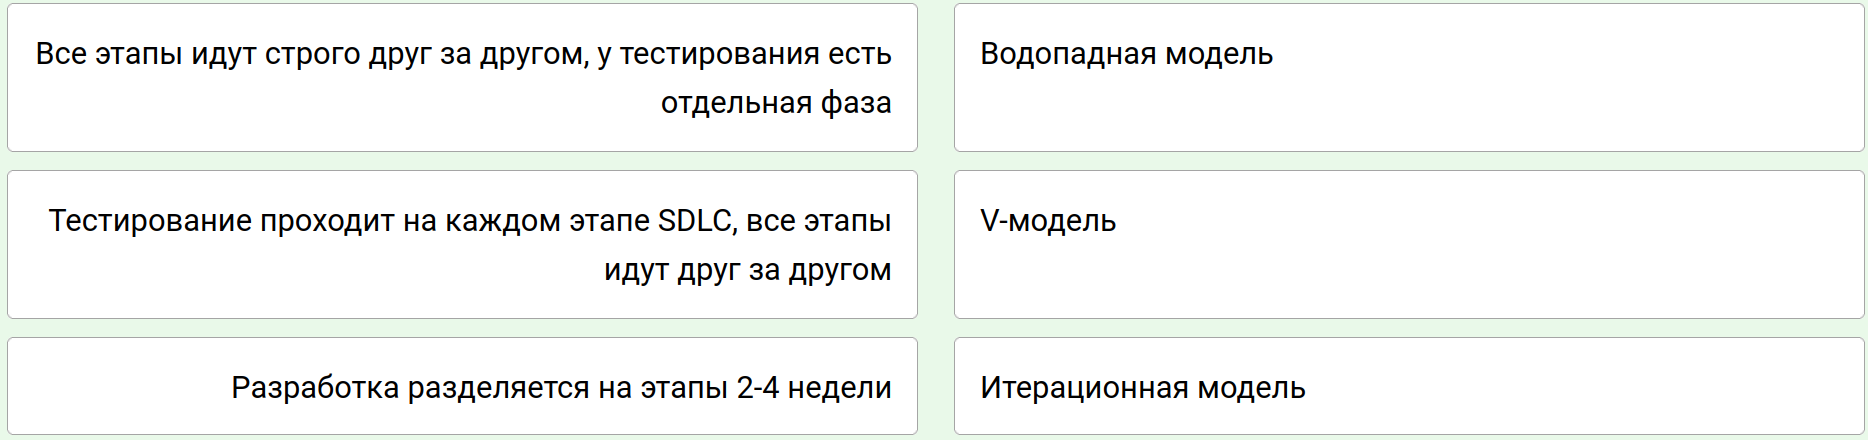 Все этапы идут строго друг за другом, у тестирования есть
отдельная фаза
Водопадная модель
Тестирование проходит на каждом этапе SDLC, все этапы
идут друг за другом
V-модель
Разработка разделяется на этапы 2-4 недели
Итерационная модель